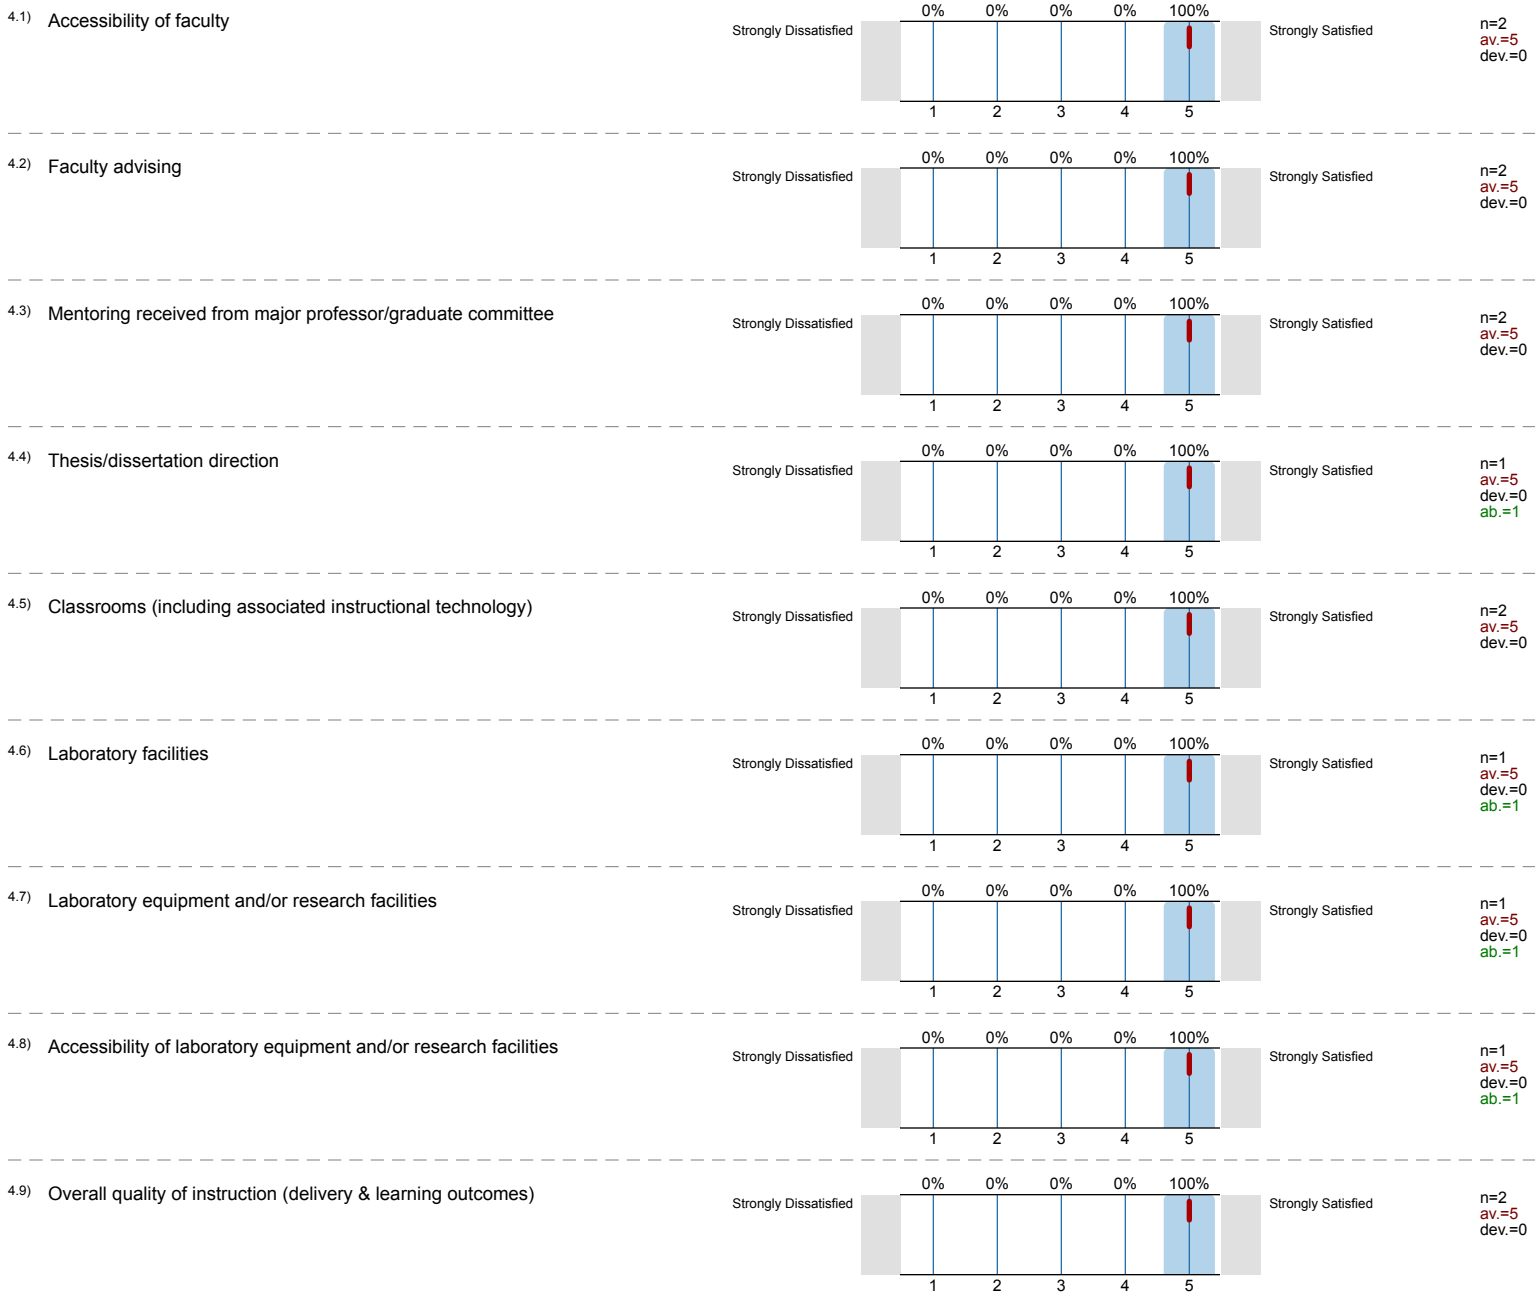 4.1) Accessibility of faculty
0% 0% 0% 0% 100%
Strongly Dissatisfied Strongly Satisfied
n=2
av.=5
dev.=0
1 2 3 4 5
4.2) Faculty advising
0% 0% 0% 0% 100%
Strongly Dissatisfied Strongly Satisfied
n=2
av.=5
dev.=0
1 2 3 4 5
4.3) Mentoring received from major professor/graduate committee
0% 0% 0% 0% 100%
Strongly Dissatisfied Strongly Satisfied
n=2
av.=5
dev.=0
1 2 3 4 5
4.4) Thesis/dissertation direction
0% 0% 0% 0% 100%
Strongly Dissatisfied Strongly Satisfied
n=1
av.=5
dev.=0
ab.=1
1 2 3 4 5
4.5) Classrooms (including associated instructional technology)
0% 0% 0% 0% 100%
Strongly Dissatisfied Strongly Satisfied
n=2
av.=5
dev.=0
1 2 3 4 5
4.6) Laboratory facilities
0% 0% 0% 0% 100%
Strongly Dissatisfied Strongly Satisfied
n=1
av.=5
dev.=0
ab.=1
1 2 3 4 5
4.7) Laboratory equipment and/or research facilities
0% 0% 0% 0% 100%
Strongly Dissatisfied Strongly Satisfied
n=1
av.=5
dev.=0
ab.=1
1 2 3 4 5
4.8) Accessibility of laboratory equipment and/or research facilities
0% 0% 0% 0% 100%
Strongly Dissatisfied Strongly Satisfied
n=1
av.=5
dev.=0
ab.=1
1 2 3 4 5
4.9) Overall quality of instruction (delivery & learning outcomes)
0% 0% 0% 0% 100%
Strongly Dissatisfied Strongly Satisfied
n=2
av.=5
dev.=0
1 2 3 4 5